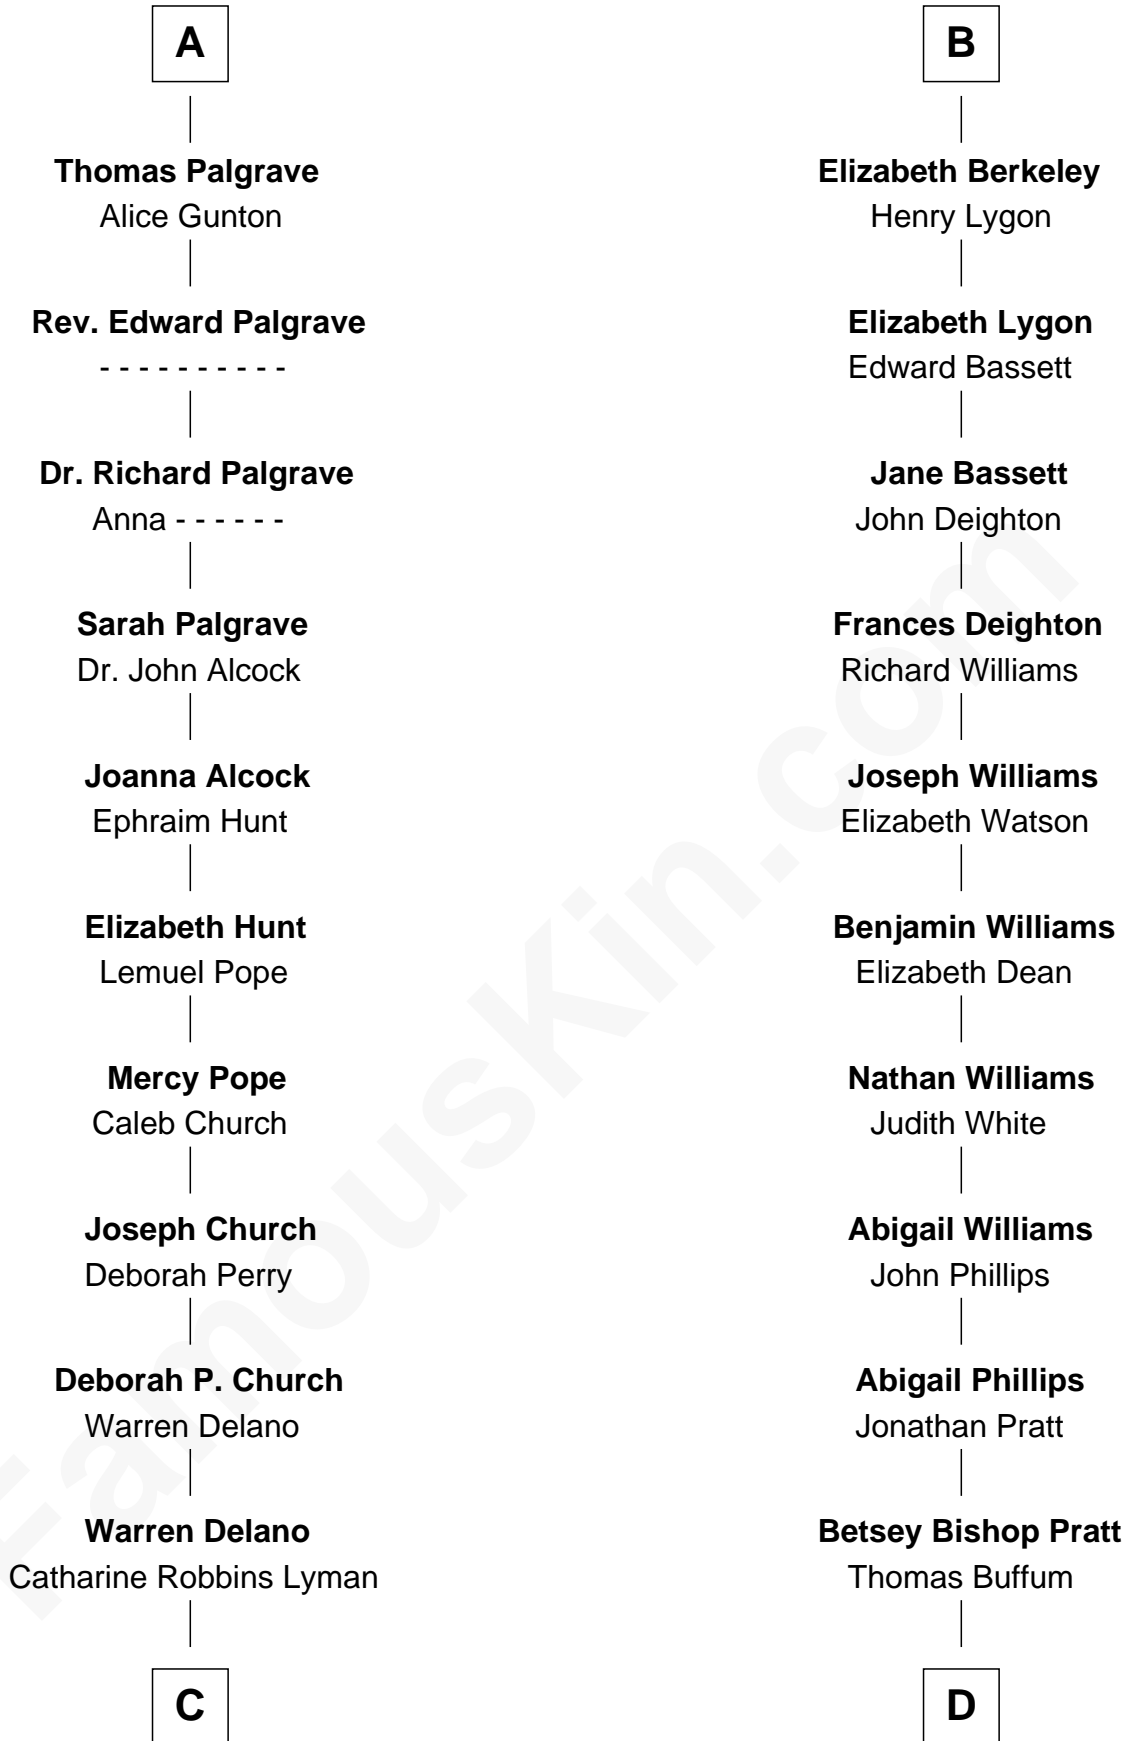 A
Thomas Palgrave
Alice Gunton
Rev. Edward Palgrave
- - - - - - - - - -
Dr. Richard Palgrave
Anna - - - - - -
Sarah Palgrave
Dr. John Alcock
Joanna Alcock
Ephraim Hunt
Elizabeth Hunt
Lemuel Pope
Mercy Pope
Caleb Church
Joseph Church
Deborah Perry
Deborah P. Church
Warren Delano
Warren Delano
Catharine Robbins Lyman
C
B
Elizabeth Berkeley
Henry Lygon
Elizabeth Lygon
Edward Bassett
Jane Bassett
John Deighton
Frances Deighton
Richard Williams
Joseph Williams
Elizabeth Watson
Benjamin Williams
Elizabeth Dean
Nathan Williams
Judith White
Abigail Williams
John Phillips
Abigail Phillips
Jonathan Pratt
Betsey Bishop Pratt
Thomas Buffum
D
FamousKin.com